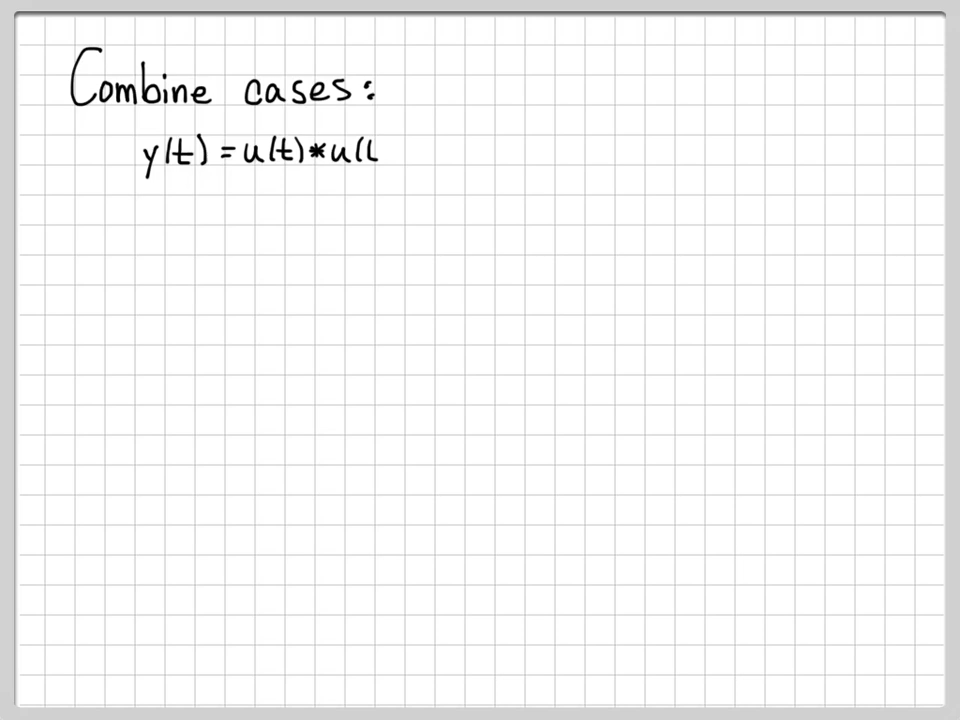 Combine cases:
y(t) = u(t)*u(